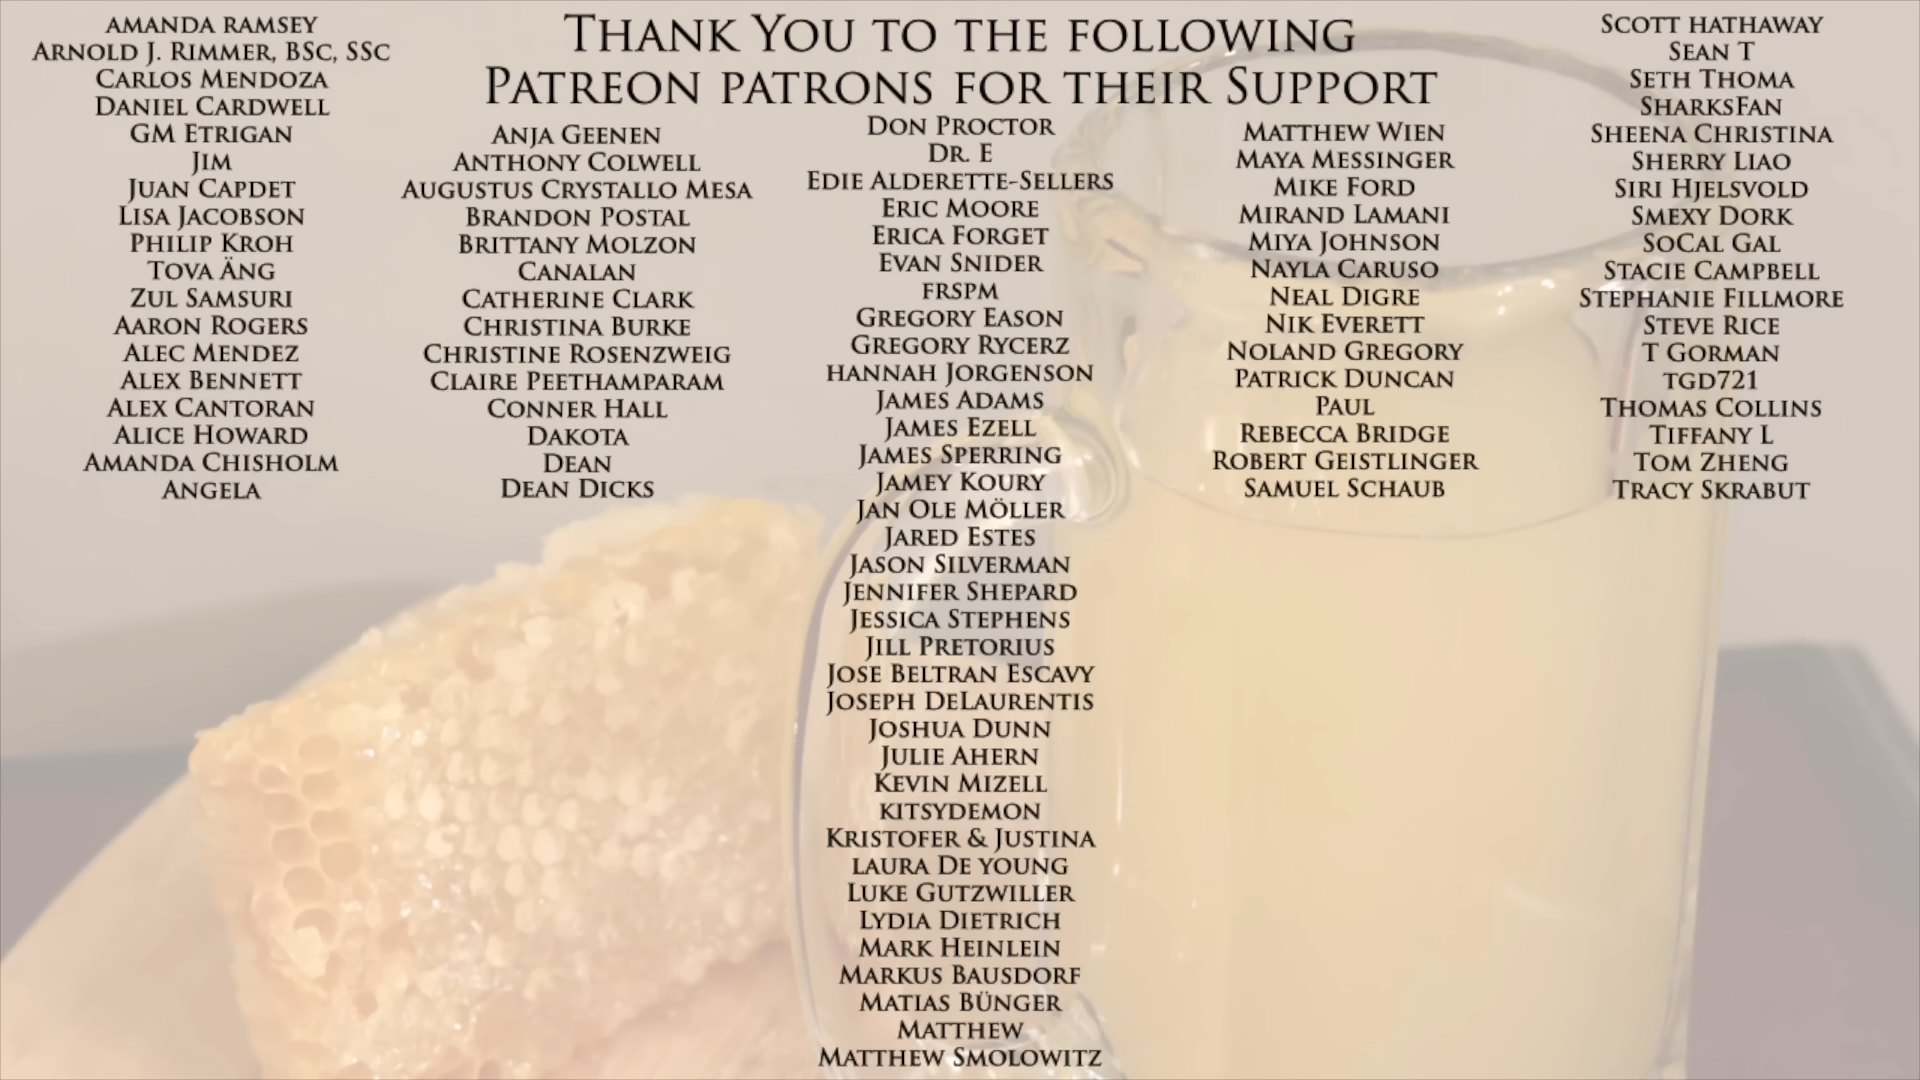 Thank You to the following
Patreon patrons for their Support
Amanda Ramsey
Arnold J. Rimmer, BSc, SSc
Carlos Mendoza
Daniel Cardwell
GM Etrigan
Jim
Juan Capdet
Lisa Jacobson
Philip Kroh
Tova Äng
Zul Samsuri
Aaron Rogers
Alec Mendez
Alex Bennett
Alex Cantoran
Alice Howard
Amanda Chisholm
Angela
Anja Geenen
Anthony Colwell
Augustus Crystallo Mesa
Brandon Postal
Brittany Molzon
Canalan
Catherine Clark
Christina Burke
Christine Rosenzweig
Claire Peethamparam
Conner Hall
Dakota
Dean
Dean Dicks
Don Proctor
Dr. E
Edie Alderette-Sellers
Eric Moore
Erica Forget
Evan Snider
frspm
Gregory Eason
Gregory Rycerz
Hannah Jorgenson
James Adams
James Ezell
James Sperring
Jamey Koury
Jan Ole Möller
Jared Estes
Jason Silverman
Jennifer Shepard
Jessica Stephens
Jill Pretorius
Jose Beltran Escavy
Joseph DeLaurentis
Joshua Dunn
Julie Ahern
Kevin Mizell
kitsydemon
Kristofer & Justina
Laura De young
Luke Gutzwiller
Lydia Dietrich
Mark Heinlein
Markus Bausdorf
Matias Bünger
Matthew
Matthew Smolowitz
Matthew Wien
Maya Messinger
Mike Ford
Mirand Lamani
Miya Johnson
Nayla Caruso
Neal Digre
Nik Everett
Noland Gregory
Patrick Duncan
Paul
Rebecca Bridge
Robert Geistlinger
Samuel Schaub
Scott Hathaway
Sean T
Seth Thoma
SharksFan
Sheena Christina
Sherry Liao
Siri Hjelsvold
Smexy Dork
SoCal Gal
Stacie Campbell
Stephanie Fillmore
Steve Rice
T Gorman
tgd721
Thomas Collins
Tiffany L
Tom Zheng
Tracy Skrabut